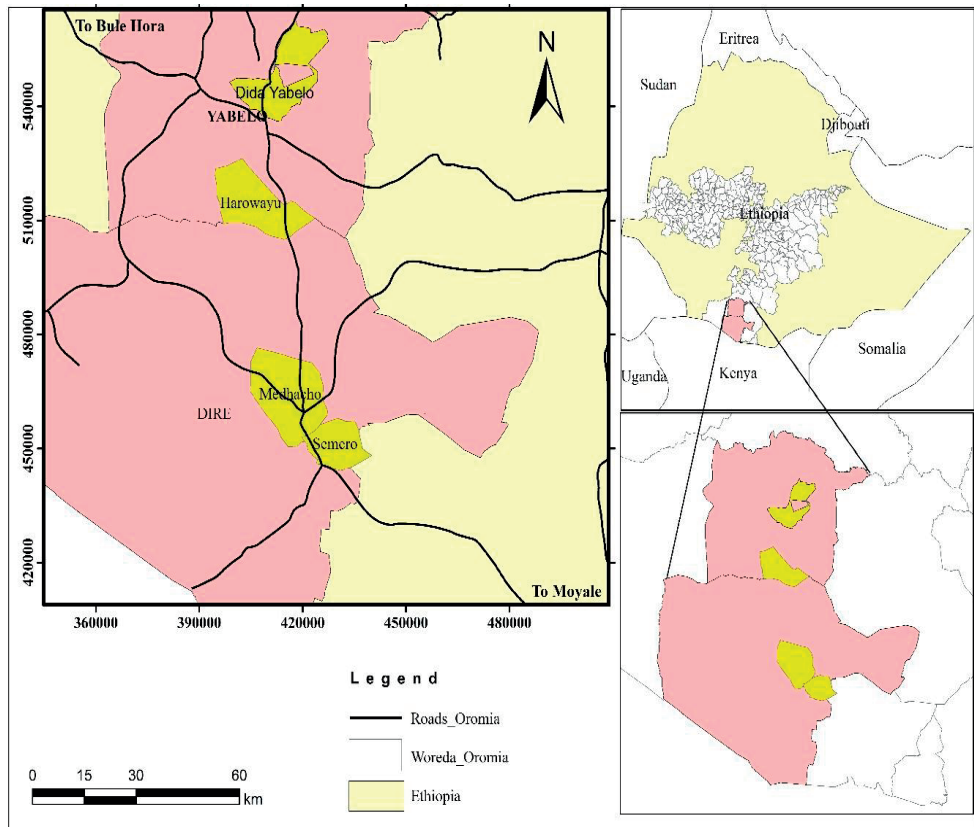 To Bule Hora
N
Dida Yabelo
YABELO
Harowayu
Medhacho
DIRE
Semero
To Moyale
540000
510000
480000
450000
420000
360000
390000
420000
450000
480000
Legend
Roads_Oromia
Woreda_Oromia
Ethiopia
0 15 30 60
km
Eritrea
Sudan
Djibouti
Ethiopia
Somalia
Uganda
Kenya